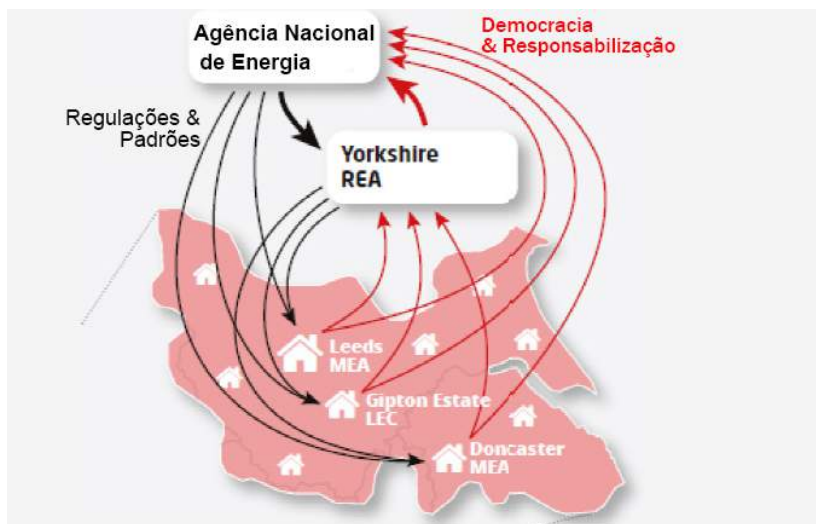 Agência Nacional
de Energia
Democracia
& Responsabilização
Regulações &
Padrões
Yorkshire
REA
Leeds
MEA
Gipton Estate
LEC
Doncaster
MEA